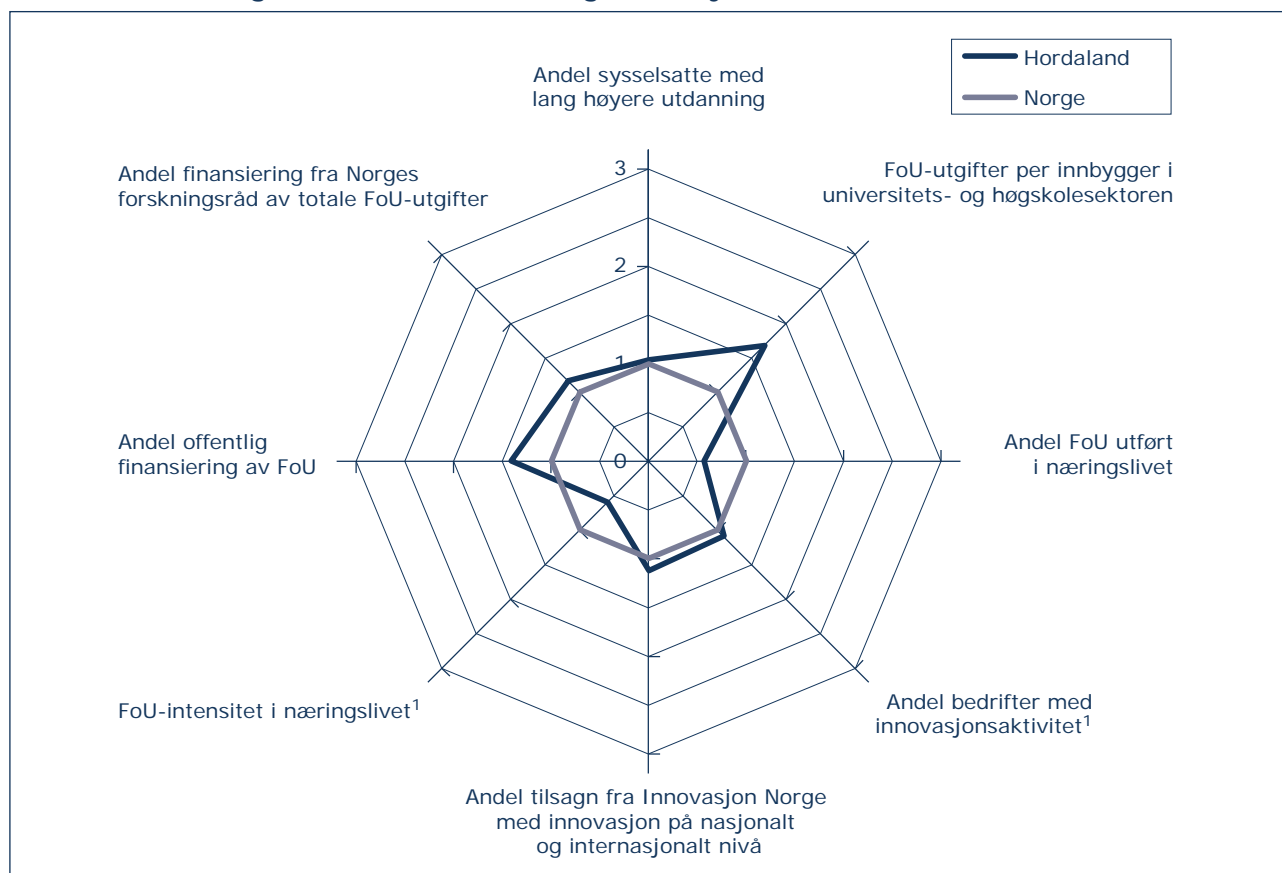 Hordaland
Norge
Andel sysselsatte med
lang høyere utdanning
FoU-utgifter per innbygger i
universitets- og høgskolesektoren
Andel FoU utført
i næringslivet
Andel bedrifter med
innovasjonsaktivitet¹
Andel tilsagn fra Innovasjon Norge
med innovasjon på nasjonalt
og internasjonalt nivå
FoU-intensitet i næringslivet¹
Andel offentlig
finansiering av FoU
Andel finansiering fra Norges
forskningsråd av totale FoU-utgifter
3
2
1
0